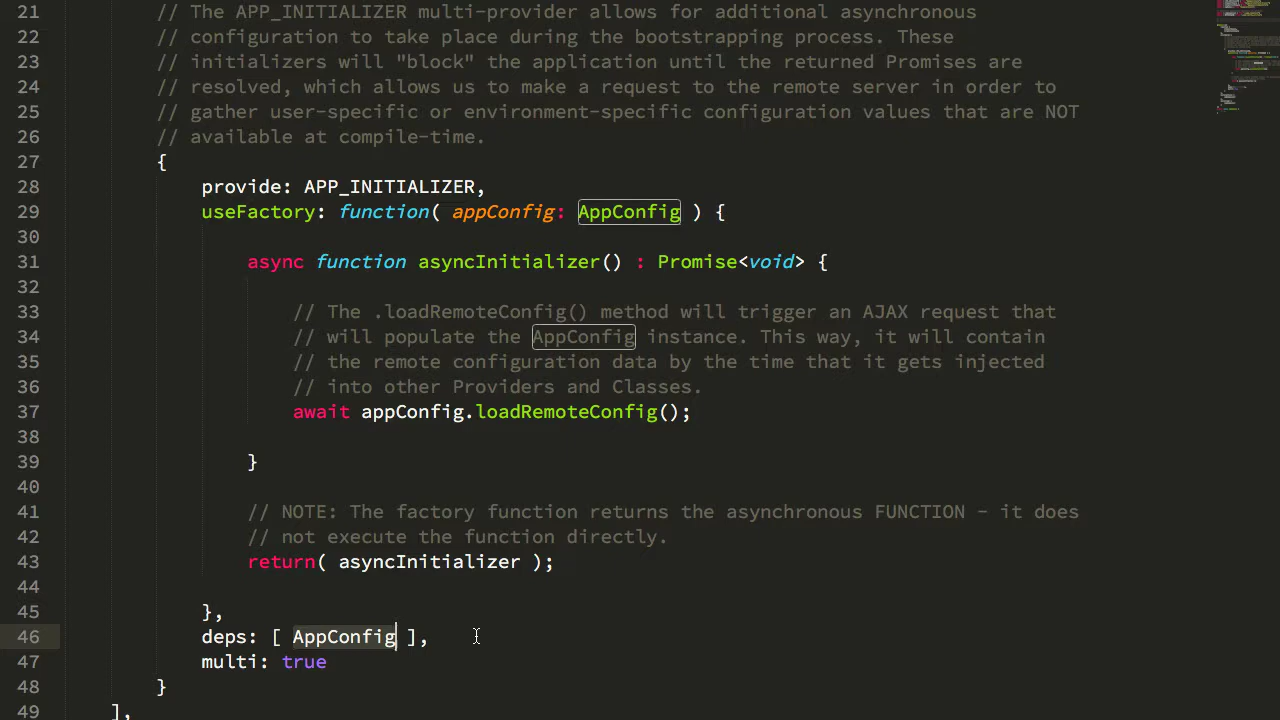 21 // The APP_INITIALIZER multi-provider allows for additional asynchronous
22 // configuration to take place during the bootstrapping process. These
23 // initializers will "block" the application until the returned Promises are
24 // resolved, which allows us to make a request to the remote server in order to
25 // gather user-specific or environment-specific configuration values that are NOT
26 // available at compile-time.
27 {
28 provide: APP_INITIALIZER,
29 useFactory: function( appConfig: AppConfig ) {
30
31 async function asyncInitializer() : Promise<void> {
32
33 // The .loadRemoteConfig() method will trigger an AJAX request that
34 // will populate the AppConfig instance. This way, it will contain
35 // the remote configuration data by the time that it gets injected
36 // into other Providers and Classes.
37 await appConfig.loadRemoteConfig();
38
39 }
40
41 // NOTE: The factory function returns the asynchronous FUNCTION - it does
42 // not execute the function directly.
43 return( asyncInitializer );
44
45 },
46 deps: [ AppConfig ],
47 multi: true
48 }
49 ],